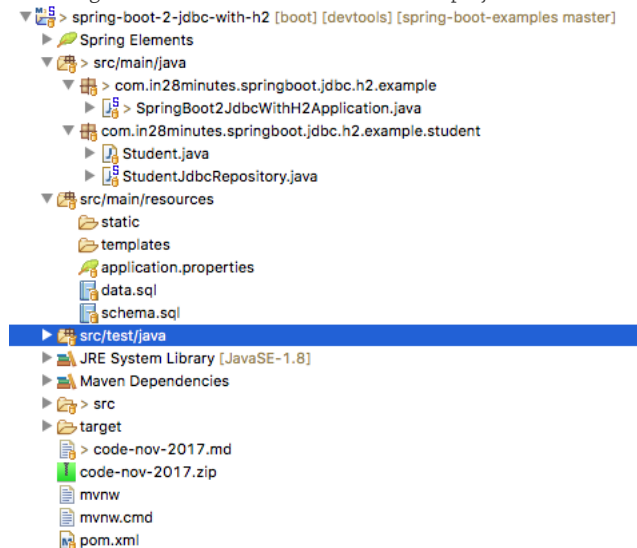 > spring-boot-2-jdbc-with-h2 [boot] [devtools] [spring-boot-examples master]
Spring Elements
> src/main/java
> com.in28minutes.springboot.jdbc.h2.example
> SpringBoot2JdbcWithH2Application.java
com.in28minutes.springboot.jdbc.h2.example.student
Student.java
StudentJdbcRepository.java
src/main/resources
static
templates
application.properties
data.sql
schema.sql
src/test/java
JRE System Library [JavaSE-1.8]
Maven Dependencies
> src
target
> code-nov-2017.md
code-nov-2017.zip
mvnw
mvnw.cmd
pom.xml